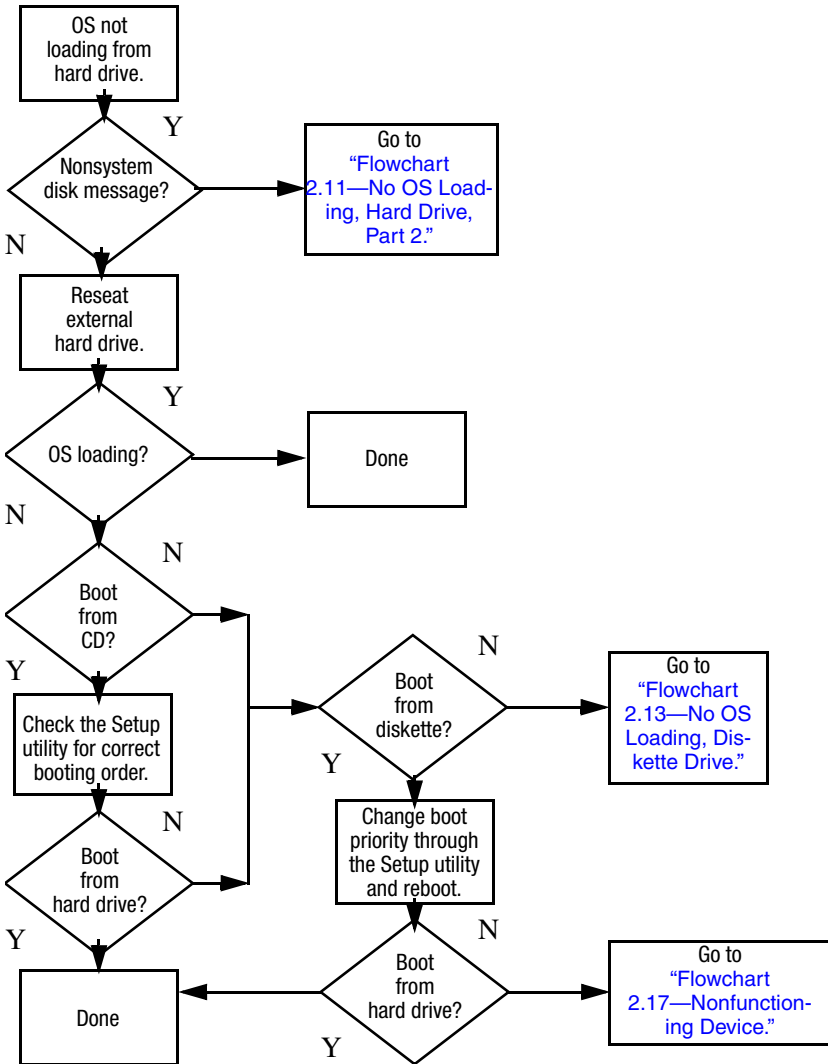 OS not
loading from
hard drive.
Y
Nonsystem
disk message?
Go to
“Flowchart
2.11—No OS Load-
ing, Hard Drive,
Part 2.”
N
Reseat
external
hard drive.
Y
OS loading?
Done
N
N
Boot
from
CD?
Y
Check the Setup
utility for correct
booting order.
N
Boot
from
hard drive?
Y
Done
N
Boot
from
diskette?
Go to
“Flowchart
2.13—No OS
Loading, Dis-
kette Drive.”
Y
Change boot
priority through
the Setup utility
and reboot.
N
Boot
from
hard drive?
Y
Go to
“Flowchart
2.17—Nonfunction-
ing Device.”